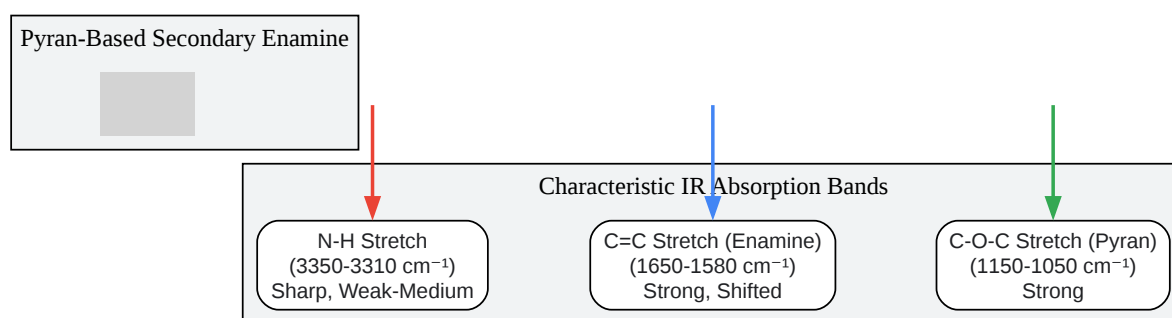 Pyran-Based Secondary Enamine
Characteristic IR Absorption Bands
N-H Stretch
(3350-3310 cm⁻¹)
Sharp, Weak-Medium
C=C Stretch (Enamine)
(1650-1580 cm⁻¹)
Strong, Shifted
C-O-C Stretch (Pyran)
(1150-1050 cm⁻¹)
Strong